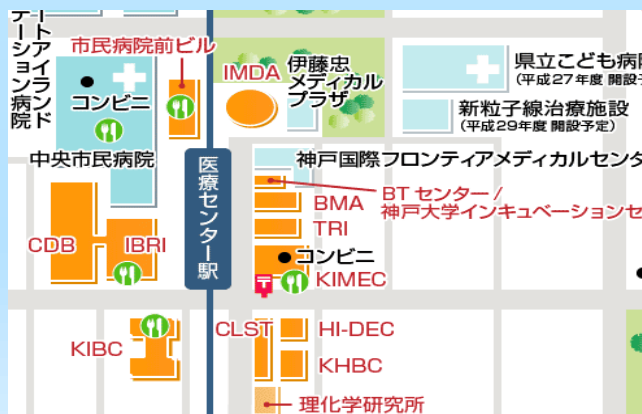 ートアイランド
テーション病院
市民病院前ビル
IMDA
伊藤忠
メディカル
プラザ
県立こども病院
(平成27年度 開設予
新粒子線治療施設
(平成29年度 開設予定)
コンビニ
中央市民病院
医療センター駅
神戸国際フロンティアメディカルセンタ
BTセンター/
神戸大学インキュベーションセ
BMA
TRI
CDB
IBRI
コンビニ
KIMEC
KIBC
CLST
HI-DEC
KHBC
理化学研究所